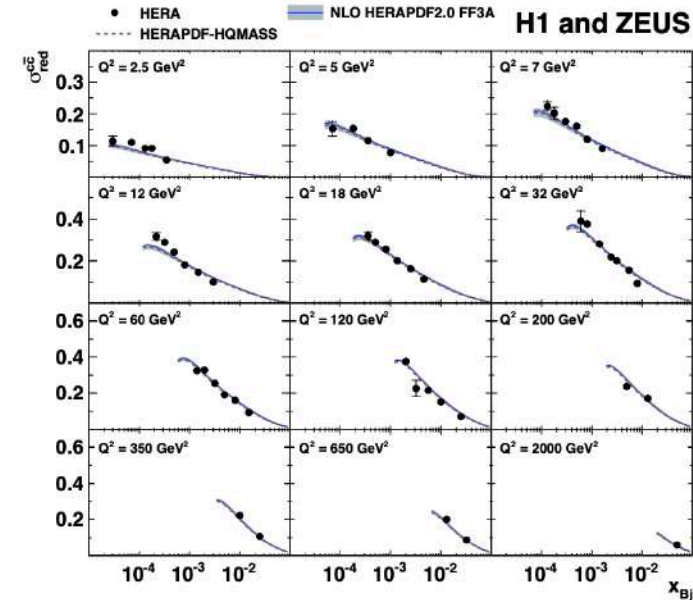 HERA
NLO HERAPDF2.0 FF3A
H1 and ZEUS
HERAPDF-HQMASS
σ^cc̄_red
Q² = 2.5 GeV²
Q² = 5 GeV²
Q² = 7 GeV²
0.3
0.2
0.1
Q² = 12 GeV²
Q² = 18 GeV²
Q² = 32 GeV²
0.4
0.2
Q² = 60 GeV²
Q² = 120 GeV²
Q² = 200 GeV²
0.6
0.4
0.2
Q² = 350 GeV²
Q² = 650 GeV²
Q² = 2000 GeV²
0.6
0.4
0.2
10⁻⁴ 10⁻³ 10⁻² 10⁻⁴ 10⁻³ 10⁻² 10⁻⁴ 10⁻³ 10⁻²
x_Bj